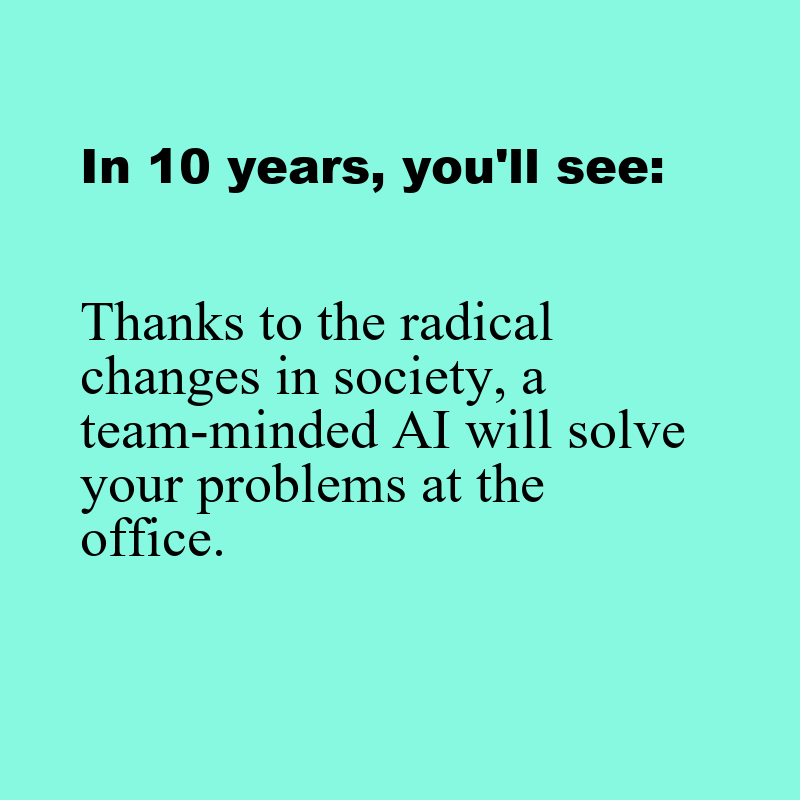 In 10 years, you'll see:
Thanks to the radical
changes in society, a
team-minded AI will solve
your problems at the
office.